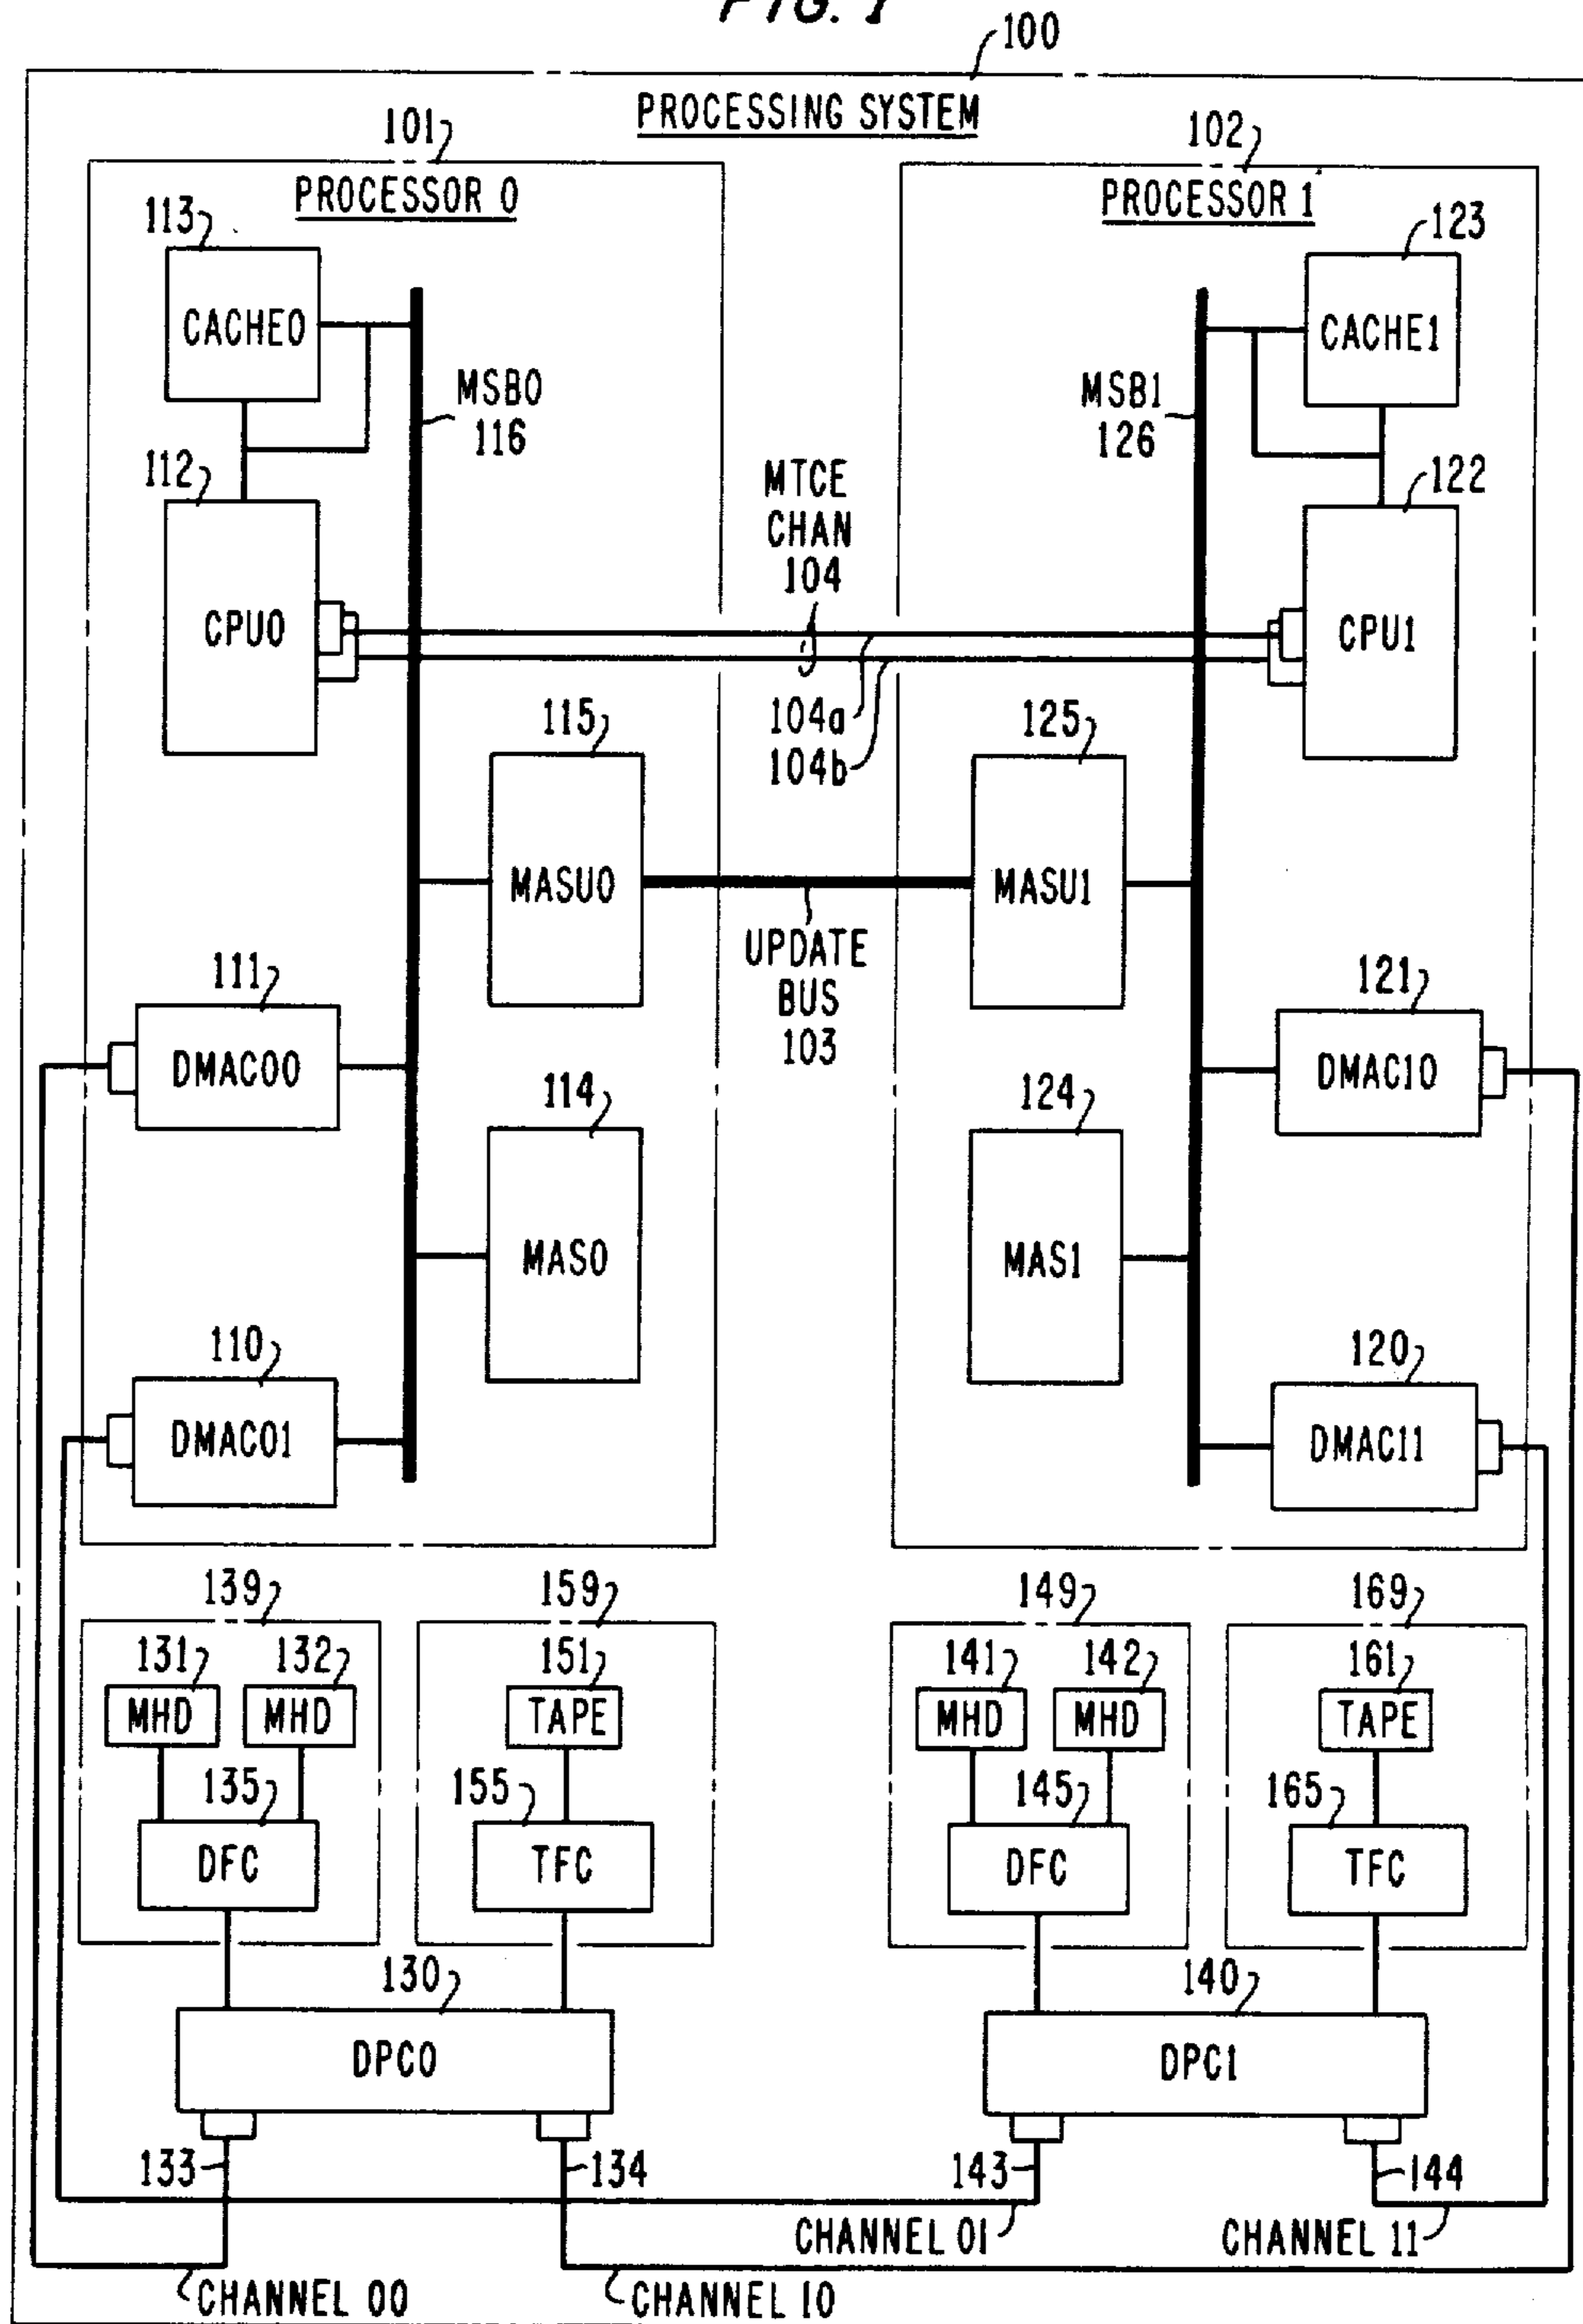 FIG. 1
100
PROCESSING SYSTEM
101
102
PROCESSOR 0
PROCESSOR 1
113
123
CACHE0
CACHE1
MSB0
116
MSB1
126
112
122
MTCE
CHAN
104
CPU0
CPU1
104a
104b
115
125
MASU0
MASU1
UPDATE
BUS
103
111
121
DMAC00
DMAC10
114
124
MAS0
MAS1
110
120
DMAC01
DMAC11
139
159
149
169
131
132
151
141
142
161
MHD
MHD
TAPE
MHD
MHD
TAPE
135
155
145
165
DFC
TFC
DFC
TFC
130
140
DPC0
DPC1
133
134
143
144
CHANNEL 01
CHANNEL 11
CHANNEL 00
CHANNEL 10